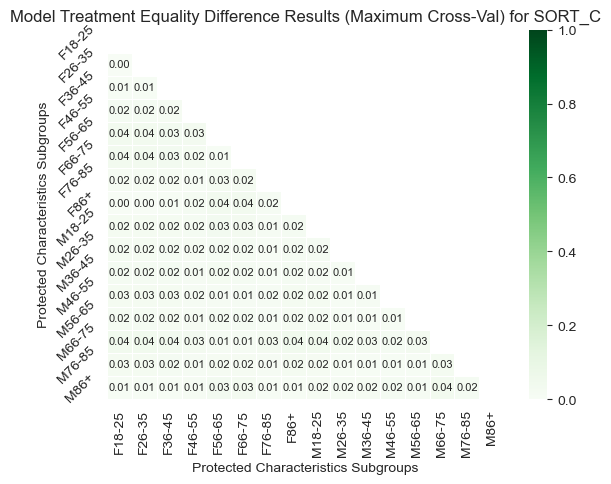 Model Treatment Equality Difference Results (Maximum Cross-Val) for SORT_C
Protected Characteristics Subgroups
F18-25
F26-35
0.00
F36-45
0.01 0.01
F46-55
0.02 0.02 0.02
F56-65
0.04 0.04 0.03 0.03
F66-75
0.04 0.04 0.03 0.02 0.01
F76-85
0.02 0.02 0.02 0.01 0.03 0.02
F86+
0.00 0.00 0.01 0.02 0.04 0.04 0.02
M18-25
0.02 0.02 0.02 0.02 0.03 0.03 0.01 0.02
M26-35
0.02 0.02 0.02 0.02 0.02 0.02 0.01 0.02 0.02
M36-45
0.02 0.02 0.02 0.01 0.02 0.02 0.01 0.02 0.02 0.01
M46-55
0.03 0.03 0.03 0.02 0.01 0.01 0.02 0.02 0.02 0.01 0.01
M56-65
0.02 0.02 0.02 0.01 0.02 0.02 0.01 0.02 0.02 0.01 0.01 0.01
M66-75
0.04 0.04 0.04 0.03 0.01 0.01 0.03 0.04 0.04 0.02 0.03 0.02 0.03
M76-85
0.03 0.03 0.02 0.01 0.02 0.02 0.01 0.02 0.02 0.01 0.01 0.01 0.01 0.03
M86+
0.01 0.01 0.01 0.01 0.03 0.03 0.01 0.01 0.02 0.02 0.02 0.02 0.01 0.04 0.02
F18-25 F26-35 F36-45 F46-55 F56-65 F66-75 F76-85 F86+ M18-25 M26-35 M36-45 M46-55 M56-65 M66-75 M76-85 M86+
Protected Characteristics Subgroups
1.0
0.8
0.6
0.4
0.2
0.0